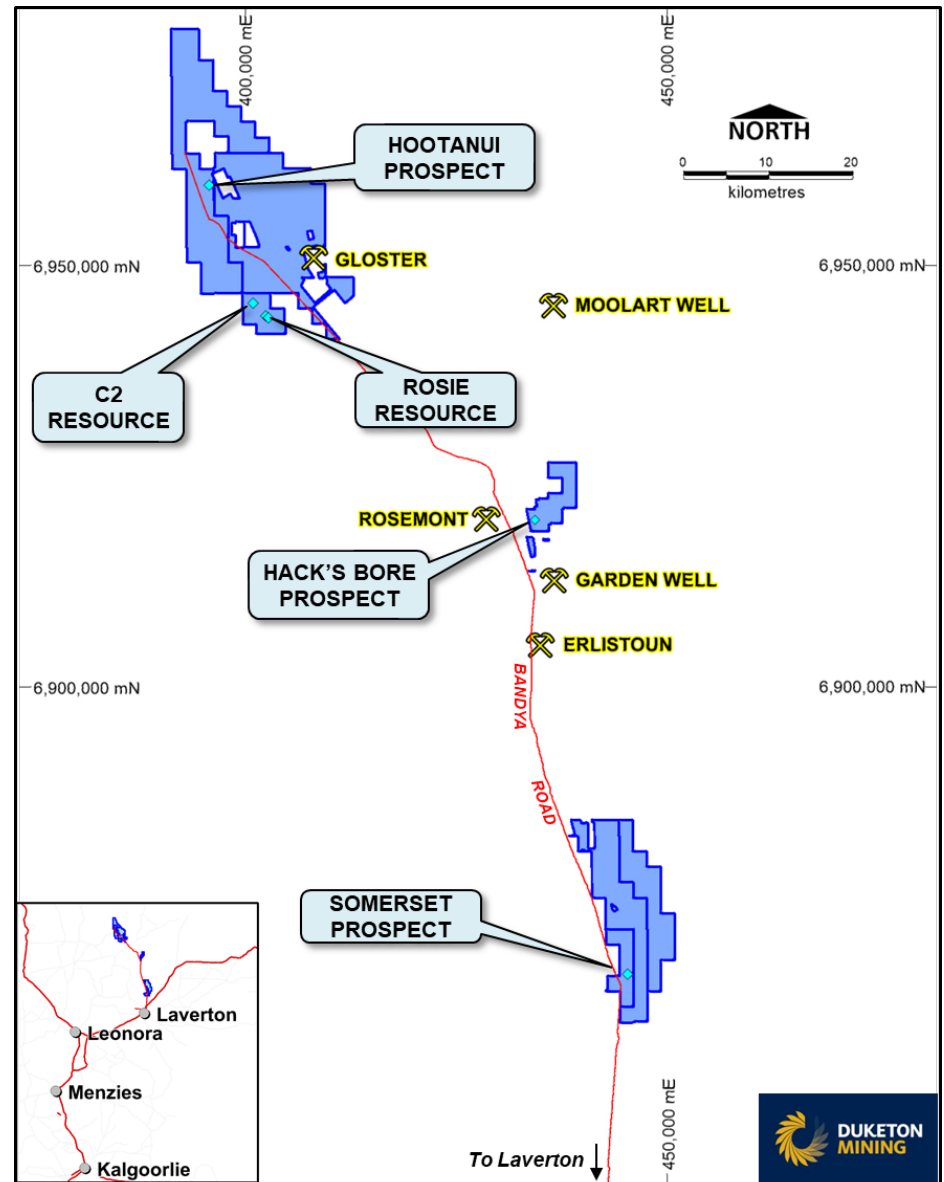 400,000 mE
450,000 mE
NORTH
0 10 20
kilometres
HOOTANUI
PROSPECT
GLOSTER
6,950,000 mN
6,950,000 mN
MOOLART WELL
C2
RESOURCE
ROSIE
RESOURCE
ROSEMONT
HACK'S BORE
PROSPECT
GARDEN WELL
ERLISTOUN
BANDYA
ROAD
6,900,000 mN
6,900,000 mN
SOMERSET
PROSPECT
Laverton
Leonora
Menzies
Kalgoorlie
450,000 mE
To Laverton
DUKETON
MINING